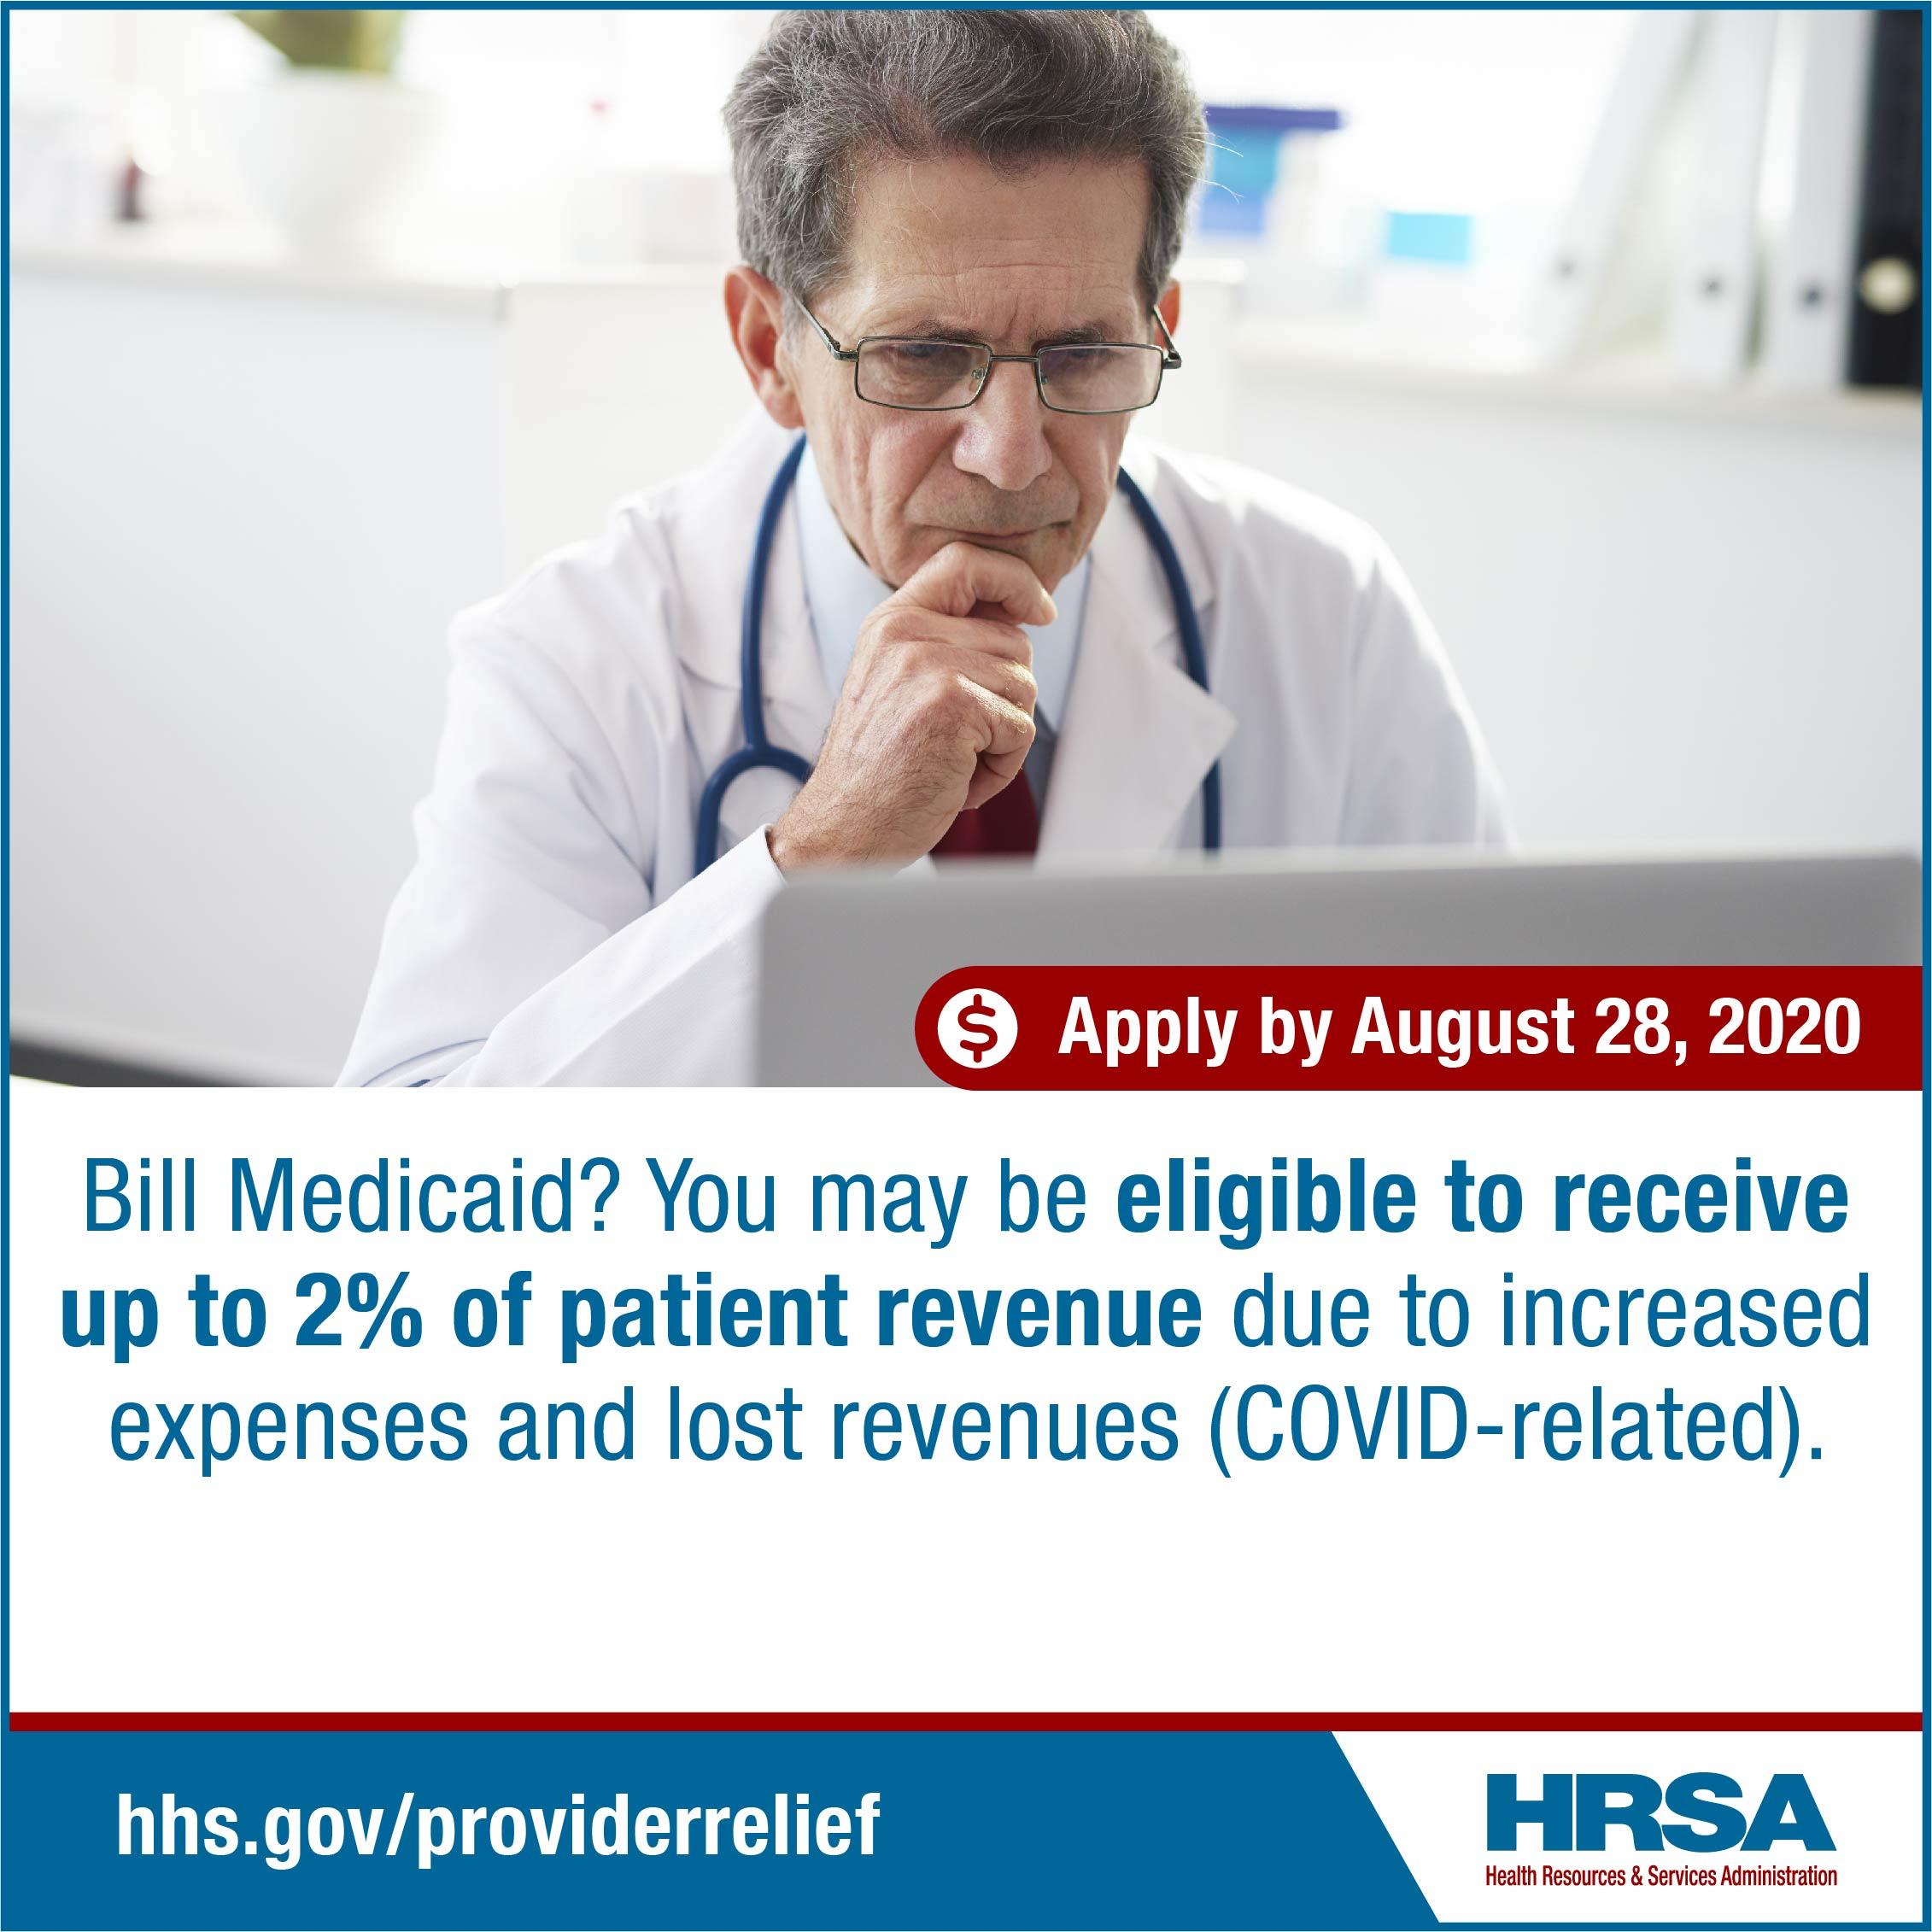 Apply by August 28, 2020
Bill Medicaid? You may be eligible to receive
up to 2% of patient revenue due to increased
expenses and lost revenues (COVID-related).
hhs.gov/providerrelief
HRSA
Health Resources & Services Administration